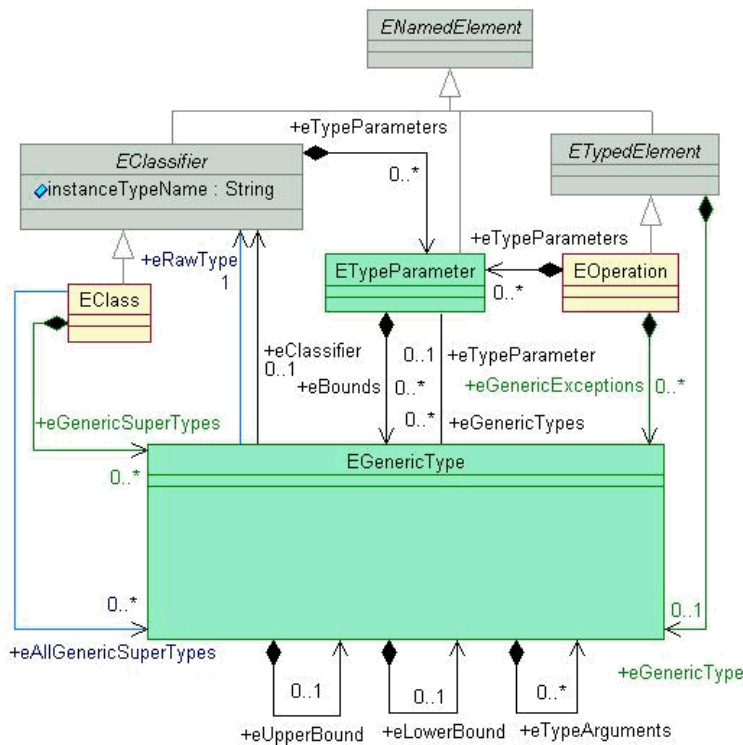 ENamedElement
+eTypeParameters
EClassifier
instanceTypeName : String
0..*
ETypedElement
+eTypeParameters
+eRawType
1
ETypeParameter
0..*
EOperation
EClass
+eClassifier
0..1
+eBounds
0..*
0..1
+eTypeParameter
0..*
+eGenericTypes
+eGenericExceptions
0..*
+eGenericSuperTypes
0..*
EGenericType
0..*
+eAllGenericSuperTypes
0..1
+eGenericType
0..1
+eUpperBound
0..1
+eLowerBound
0..*
+eTypeArguments